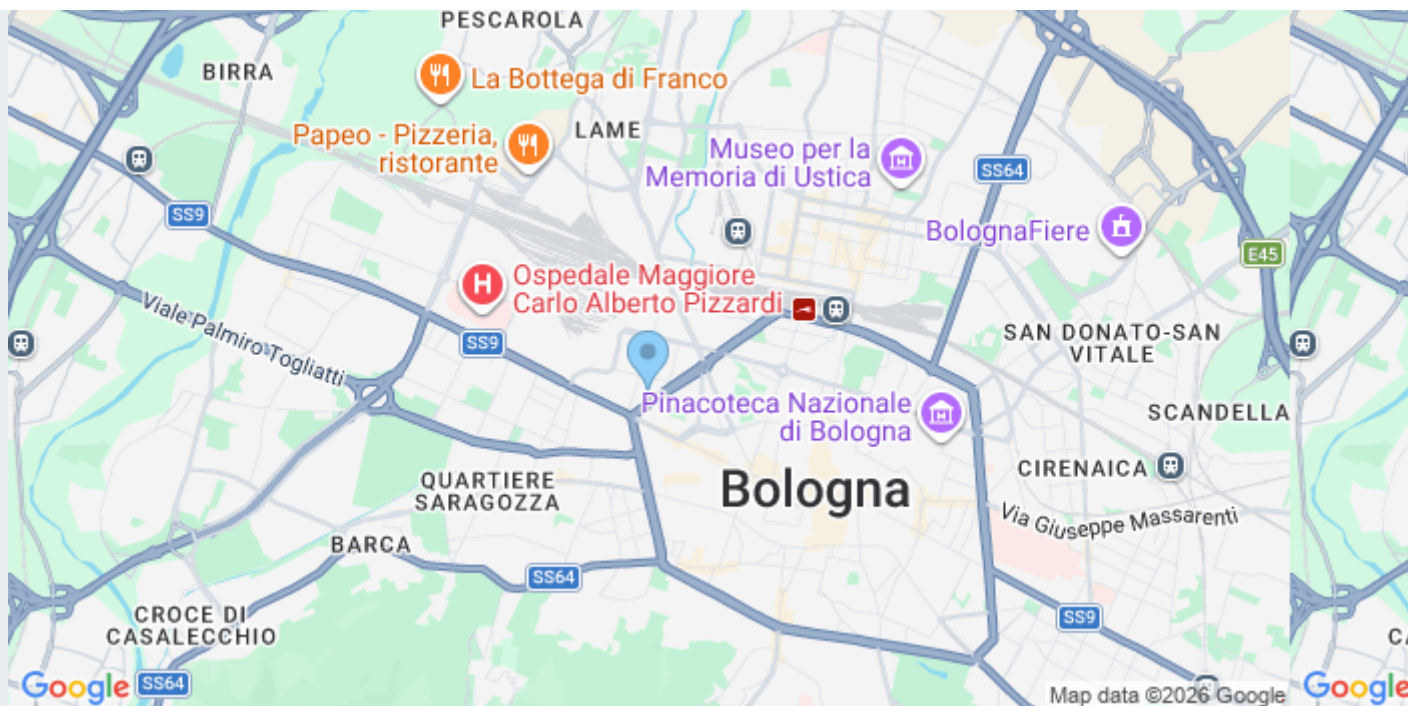 PESCAROLA
BIRRA
La Bottega di Franco
Papeo - Pizzeria,
ristorante
LAME
Museo per la
Memoria di Ustica
SS64
SS9
BolognaFiere
E45
Ospedale Maggiore
Carlo Alberto Pizzardi
Viale Palmiro Togliatti
SS9
SAN DONATO-SAN
VITALE
Pinacoteca Nazionale
di Bologna
SCANDELLA
CIRENAICA
QUARTIERE
SARAGOZZA
Bologna
Via Giuseppe Massarenti
BARCA
SS64
CROCE DI
CASALECCHIO
SS9
Google
SS64
Map data ©2026 Google
Google
CA